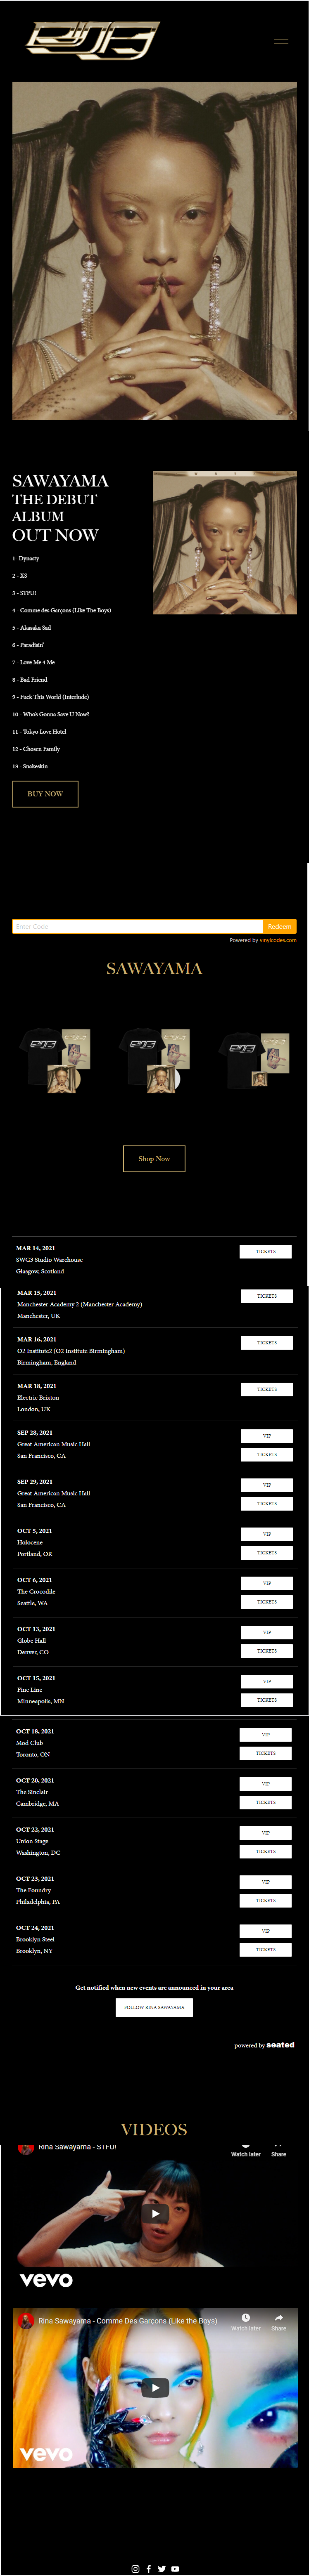 SAWAYAMA
THE DEBUT
ALBUM
OUT NOW
1- Dynasty
2 - XS
3 - STFU!
4 - Comme des Garçons (Like The Boys)
5 - Akasaka Sad
6 - Paradisin'
7 - Love Me 4 Me
8 - Bad Friend
9 - Fuck This World (Interlude)
10 - Who's Gonna Save U Now?
11 - Tokyo Love Hotel
12 - Chosen Family
13 - Snakeskin
BUY NOW
Enter Code
Redeem
Powered by vinylcodes.com
SAWAYAMA
Shop Now
MAR 14, 2021
SWG3 Studio Warehouse
Glasgow, Scotland
TICKETS
MAR 15, 2021
Manchester Academy 2 (Manchester Academy)
Manchester, UK
TICKETS
MAR 16, 2021
O2 Institute2 (O2 Institute Birmingham)
Birmingham, England
TICKETS
MAR 18, 2021
Electric Brixton
London, UK
TICKETS
SEP 28, 2021
Great American Music Hall
San Francisco, CA
VIP
TICKETS
SEP 29, 2021
Great American Music Hall
San Francisco, CA
VIP
TICKETS
OCT 5, 2021
Holocene
Portland, OR
VIP
TICKETS
OCT 6, 2021
The Crocodile
Seattle, WA
VIP
TICKETS
OCT 13, 2021
Globe Hall
Denver, CO
VIP
TICKETS
OCT 15, 2021
Fine Line
Minneapolis, MN
VIP
TICKETS
OCT 18, 2021
Mod Club
Toronto, ON
VIP
TICKETS
OCT 20, 2021
The Sinclair
Cambridge, MA
VIP
TICKETS
OCT 22, 2021
Union Stage
Washington, DC
VIP
TICKETS
OCT 23, 2021
The Foundry
Philadelphia, PA
VIP
TICKETS
OCT 24, 2021
Brooklyn Steel
Brooklyn, NY
VIP
TICKETS
Get notified when new events are announced in your area
FOLLOW RINA SAWAYAMA
powered by seated
VIDEOS
Rina Sawayama - STFU!
Watch later
Share
vevo
Rina Sawayama - Comme Des Garçons (Like the Boys)
Watch later
Share
vevo